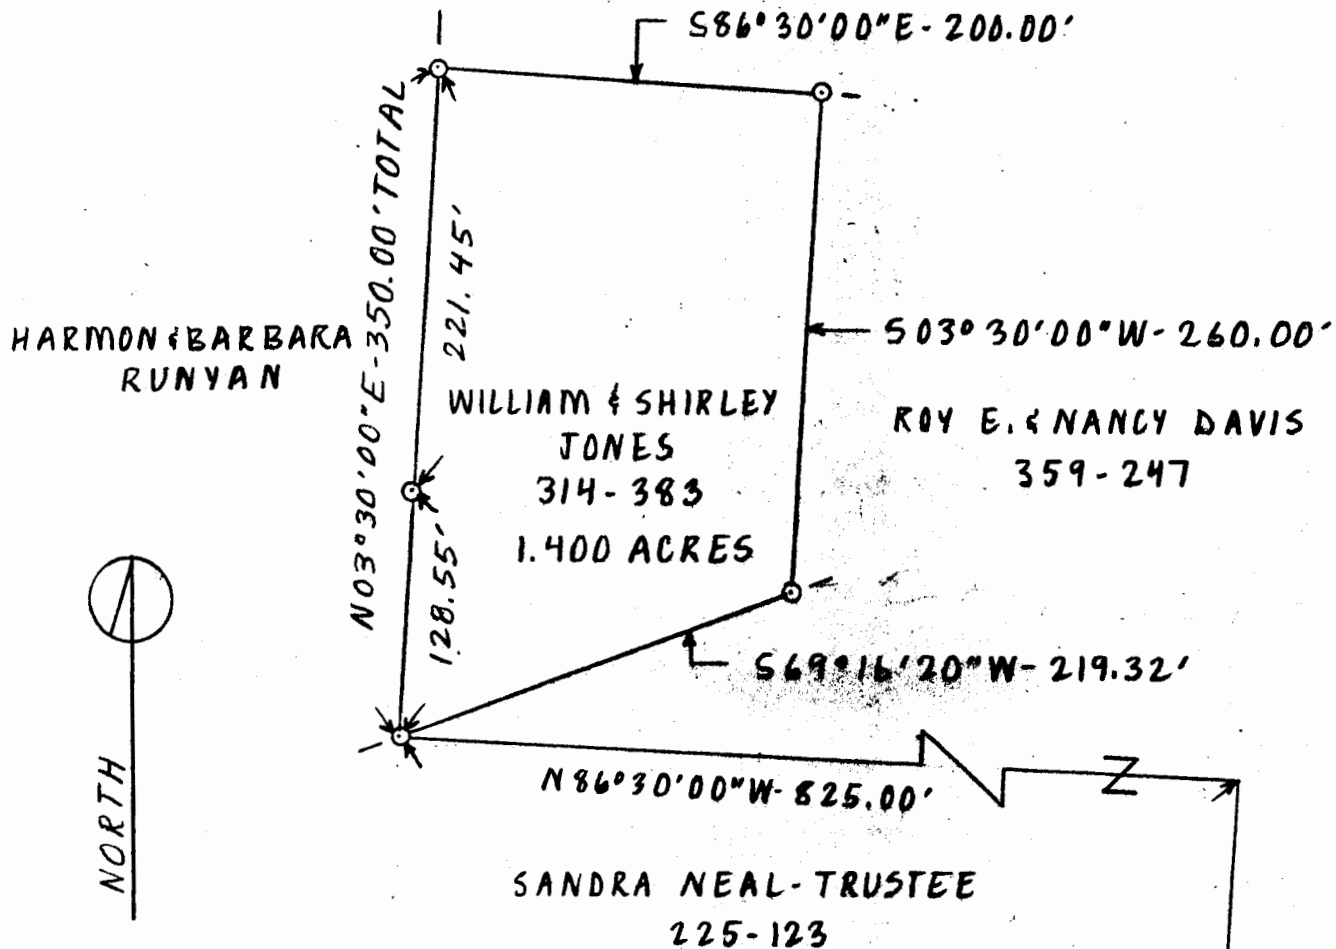 S86°30'00"E-200.00'
N03°30'00"E-350.00'TOTAL
221.45'
HARMON & BARBARA
RUNYAN
S03°30'00"W-260.00'
WILLIAM & SHIRLEY
JONES
314-383
1.400 ACRES
ROY E. & NANCY DAVIS
359-247
128.55'
S69°16'20"W-219.32'
N86°30'00"W-825.00'
NORTH
SANDRA NEAL-TRUSTEE
225-123